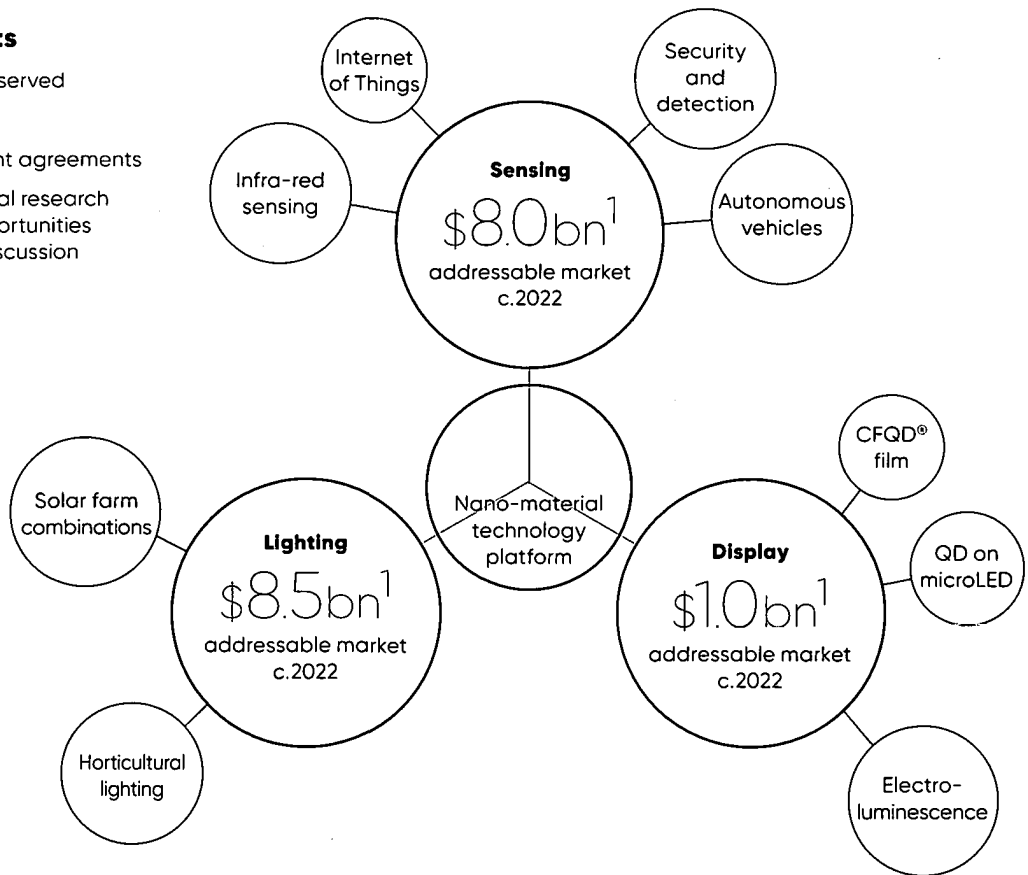 ts
served
nt agreements
al research
portunities
scussion
Internet
of Things
Security
and
detection
Infra-red
sensing
Sensing
$8.0bn1
addressable market
c.2022
Autonomous
vehicles
CFQD®
film
Solar farm
combinations
Nano-material
technology
platform
Lighting
$8.5bn1
addressable market
c.2022
Display
$1.0bn1
addressable market
c.2022
QD on
microLED
Horticultural
lighting
Electro-
luminescence